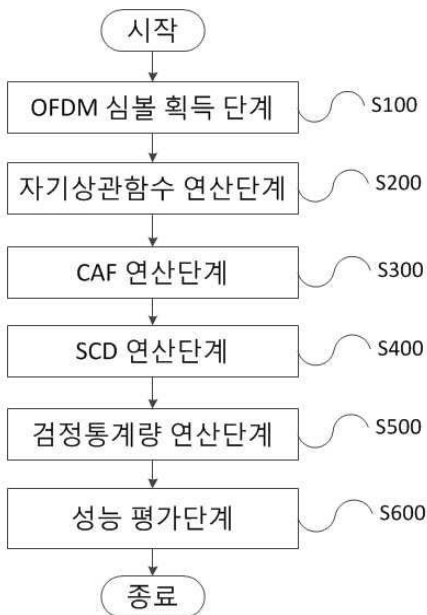 시작
OFDM 심볼 획득 단계 S100
자기상관함수 연산단계 S200
CAF 연산단계 S300
SCD 연산단계 S400
검정통계량 연산단계 S500
성능 평가단계 S600
종료